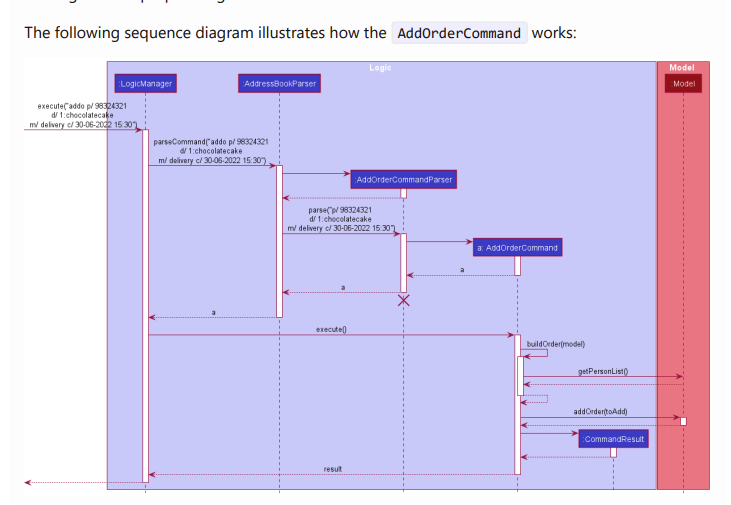 The following sequence diagram illustrates how the AddOrderCommand works:
Logic
Model
:LogicManager
:AddressBookParser
:Model
execute("addo p/ 98324321
d/ 1:chocolatecake
m/ delivery c/ 30-06-2022 15:30")
parseCommand("addo p/ 98324321
d/ 1:chocolatecake
m/ delivery c/ 30-06-2022 15:30")
:AddOrderCommandParser
parse("p/ 98324321
d/ 1:chocolatecake
m/ delivery c/ 30-06-2022 15:30")
a: AddOrderCommand
a
a
a
execute()
buildOrder(model)
getPersonList()
addOrder(toAdd)
:CommandResult
result